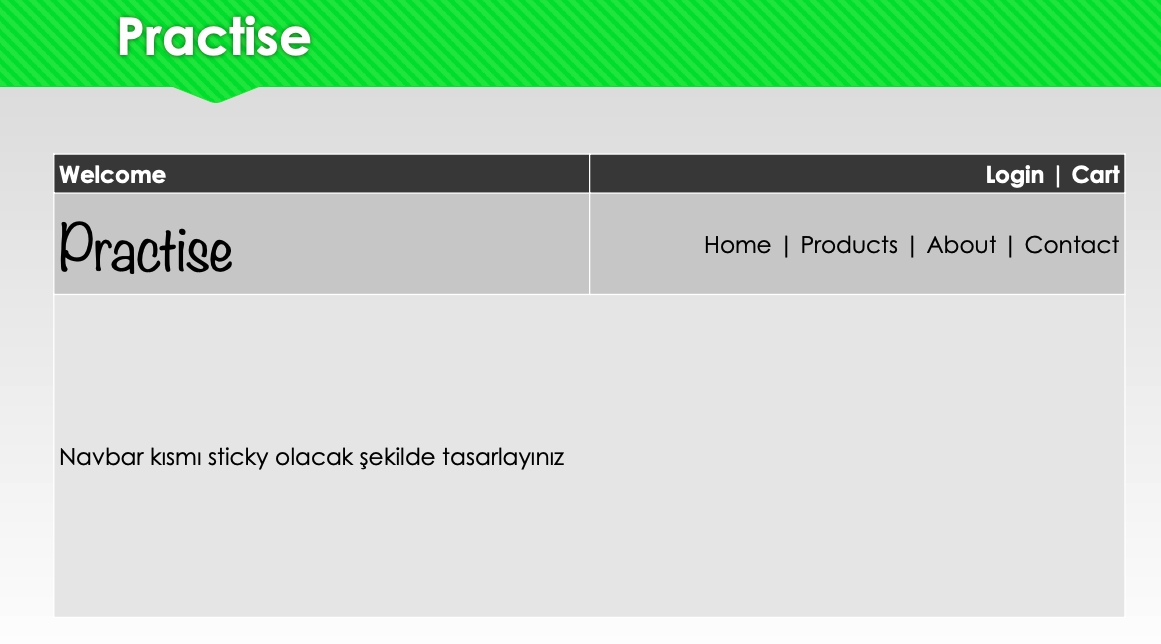 Practise
Welcome
Login | Cart
Practise
Home | Products | About | Contact
Navbar kısmı sticky olacak şekilde tasarlayınız